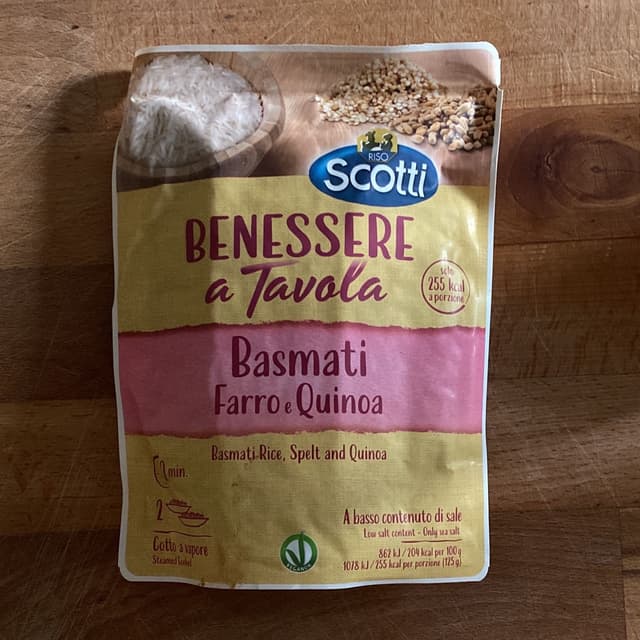 RISO
Scotti
BENESSERE
a Tavola
solo
255 kcal
a porzione
Basmati
Farro e Quinoa
Basmati Rice, Spelt and Quinoa
min.
2
Cotto a vapore
Steamed
VEGANOK
A basso contenuto di sale
Low salt content - Only sea salt
862 kJ / 204 kcal per 100g
1078 kJ / 255 kcal per porzione (125g)